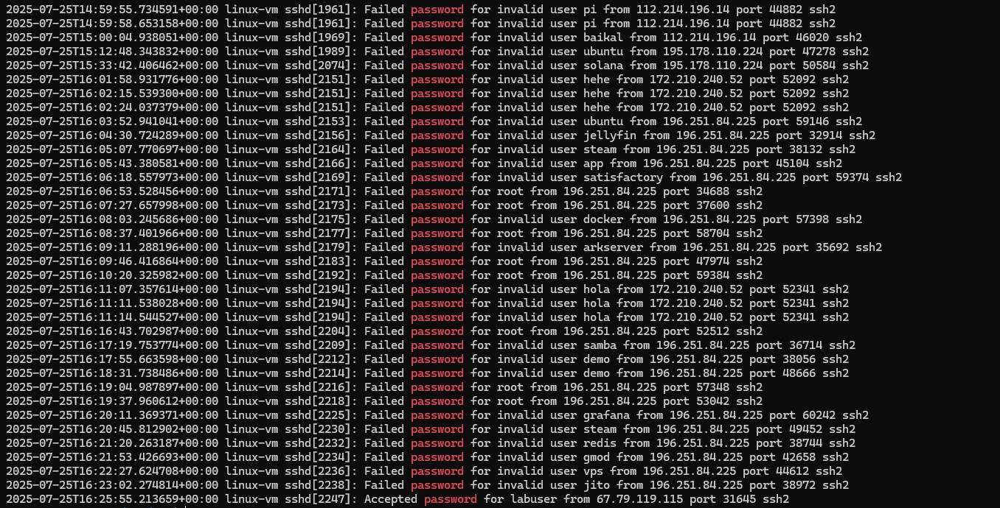 2025-07-25T14:59:55.734591+00:00 linux-vm sshd[1961]: Failed password for invalid user pi from 112.214.196.14 port 44882 ssh2
2025-07-25T14:59:58.653158+00:00 linux-vm sshd[1961]: Failed password for invalid user pi from 112.214.196.14 port 44882 ssh2
2025-07-25T15:00:04.938051+00:00 linux-vm sshd[1969]: Failed password for invalid user baikal from 112.214.196.14 port 46020 ssh2
2025-07-25T15:12:48.343832+00:00 linux-vm sshd[1989]: Failed password for invalid user ubuntu from 195.178.110.224 port 47278 ssh2
2025-07-25T15:33:42.406462+00:00 linux-vm sshd[2074]: Failed password for invalid user solana from 195.178.110.224 port 50584 ssh2
2025-07-25T16:01:58.931776+00:00 linux-vm sshd[2151]: Failed password for invalid user hehe from 172.210.240.52 port 52092 ssh2
2025-07-25T16:02:15.539300+00:00 linux-vm sshd[2151]: Failed password for invalid user hehe from 172.210.240.52 port 52092 ssh2
2025-07-25T16:02:24.037379+00:00 linux-vm sshd[2151]: Failed password for invalid user hehe from 172.210.240.52 port 52092 ssh2
2025-07-25T16:03:52.941041+00:00 linux-vm sshd[2153]: Failed password for invalid user ubuntu from 196.251.84.225 port 59146 ssh2
2025-07-25T16:04:30.724289+00:00 linux-vm sshd[2156]: Failed password for invalid user jellyfin from 196.251.84.225 port 32914 ssh2
2025-07-25T16:05:07.770697+00:00 linux-vm sshd[2164]: Failed password for invalid user steam from 196.251.84.225 port 38132 ssh2
2025-07-25T16:05:43.380581+00:00 linux-vm sshd[2166]: Failed password for invalid user app from 196.251.84.225 port 45104 ssh2
2025-07-25T16:06:18.557973+00:00 linux-vm sshd[2169]: Failed password for invalid user satisfactory from 196.251.84.225 port 59374 ssh2
2025-07-25T16:06:53.528456+00:00 linux-vm sshd[2171]: Failed password for root from 196.251.84.225 port 34688 ssh2
2025-07-25T16:07:27.657998+00:00 linux-vm sshd[2173]: Failed password for root from 196.251.84.225 port 37600 ssh2
2025-07-25T16:08:03.245686+00:00 linux-vm sshd[2175]: Failed password for invalid user docker from 196.251.84.225 port 57398 ssh2
2025-07-25T16:08:37.401966+00:00 linux-vm sshd[2177]: Failed password for root from 196.251.84.225 port 58704 ssh2
2025-07-25T16:09:11.288196+00:00 linux-vm sshd[2179]: Failed password for invalid user arkserver from 196.251.84.225 port 35692 ssh2
2025-07-25T16:09:46.416864+00:00 linux-vm sshd[2183]: Failed password for root from 196.251.84.225 port 47974 ssh2
2025-07-25T16:10:20.325982+00:00 linux-vm sshd[2192]: Failed password for root from 196.251.84.225 port 59384 ssh2
2025-07-25T16:11:07.357614+00:00 linux-vm sshd[2194]: Failed password for invalid user hola from 172.210.240.52 port 52341 ssh2
2025-07-25T16:11:11.538028+00:00 linux-vm sshd[2194]: Failed password for invalid user hola from 172.210.240.52 port 52341 ssh2
2025-07-25T16:11:14.544527+00:00 linux-vm sshd[2194]: Failed password for invalid user hola from 172.210.240.52 port 52341 ssh2
2025-07-25T16:16:43.702987+00:00 linux-vm sshd[2204]: Failed password for root from 196.251.84.225 port 52512 ssh2
2025-07-25T16:17:19.753774+00:00 linux-vm sshd[2209]: Failed password for invalid user samba from 196.251.84.225 port 36714 ssh2
2025-07-25T16:17:55.663598+00:00 linux-vm sshd[2212]: Failed password for invalid user demo from 196.251.84.225 port 38056 ssh2
2025-07-25T16:18:31.738486+00:00 linux-vm sshd[2214]: Failed password for invalid user demo from 196.251.84.225 port 48666 ssh2
2025-07-25T16:19:04.987897+00:00 linux-vm sshd[2216]: Failed password for root from 196.251.84.225 port 57348 ssh2
2025-07-25T16:19:37.960612+00:00 linux-vm sshd[2218]: Failed password for root from 196.251.84.225 port 53042 ssh2
2025-07-25T16:20:11.369371+00:00 linux-vm sshd[2225]: Failed password for invalid user grafana from 196.251.84.225 port 60242 ssh2
2025-07-25T16:20:45.812902+00:00 linux-vm sshd[2230]: Failed password for invalid user steam from 196.251.84.225 port 49452 ssh2
2025-07-25T16:21:20.263187+00:00 linux-vm sshd[2232]: Failed password for invalid user redis from 196.251.84.225 port 38744 ssh2
2025-07-25T16:21:53.426693+00:00 linux-vm sshd[2234]: Failed password for invalid user gmod from 196.251.84.225 port 42658 ssh2
2025-07-25T16:22:27.624708+00:00 linux-vm sshd[2236]: Failed password for invalid user vps from 196.251.84.225 port 44612 ssh2
2025-07-25T16:23:02.274814+00:00 linux-vm sshd[2238]: Failed password for invalid user jito from 196.251.84.225 port 38972 ssh2
2025-07-25T16:25:55.213659+00:00 linux-vm sshd[2247]: Accepted password for labuser from 67.79.119.115 port 31645 ssh2